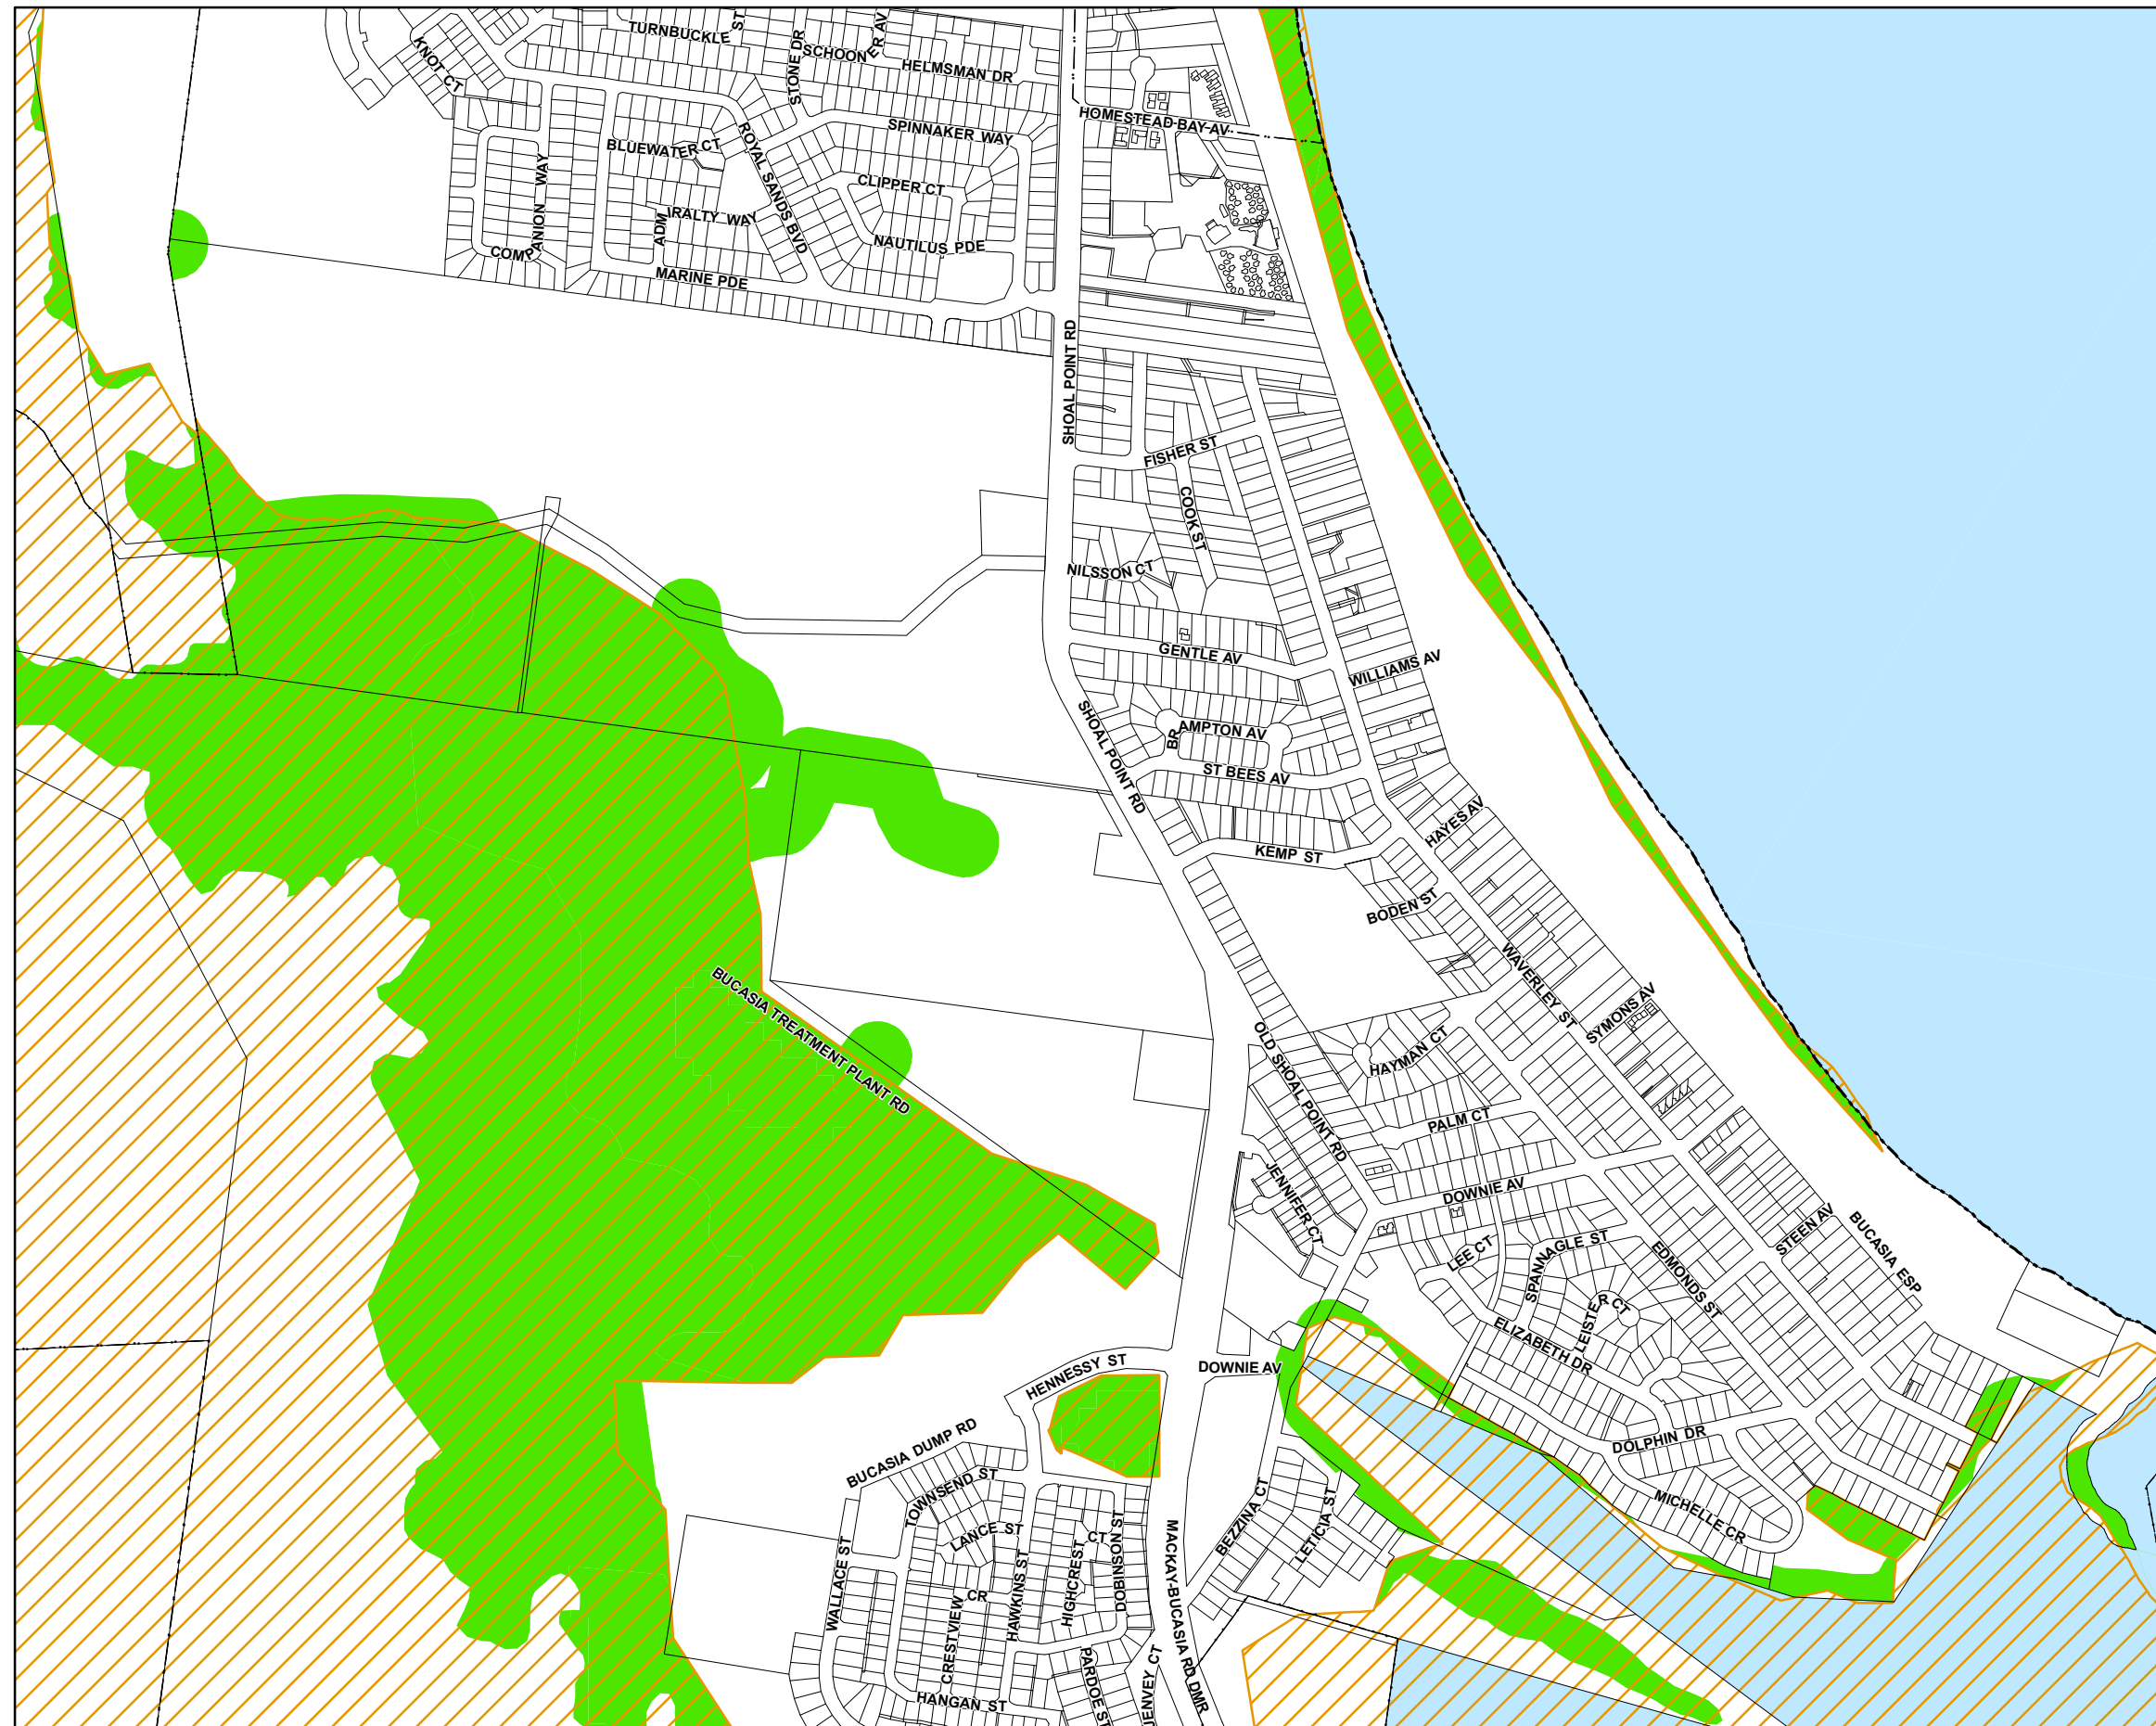 TURNBUCKLE ST
SCHOONER AV
HELMSMAN DR
KNOT CT
STONE DR
HOMESTEAD BAY AV
SPINNAKER WAY
BLUEWATER CT
ROYAL SANDS BVD
CLIPPER CT
COMPANION WAY
ADMIRALTY WAY
NAUTILUS PDE
MARINE PDE
SHOAL POINT RD
FISHER ST
COOK ST
NILSSON CT
GENTLE AV
WILLIAMS AV
SHOAL POINT RD
BRAMPTON AV
ST BEES AV
HAYES AV
KEMP ST
BODEN ST
WAVERLEY ST
BUCASIA TREATMENT PLANT RD
SYMONS AV
OLD SHOAL POINT RD
HAYMAN CT
PALM CT
JENNIFER CT
DOWNIE AV
STEEN AV
BUCASIA ESP
LEE CT
SPANNAGLE ST
EDMONDS ST
LEISTER CT
ELIZABETH DR
HENNESSY ST
DOWNIE AV
BUCASIA DUMP RD
DOLPHIN DR
TOWNSEND ST
MICHELLE CR
LANCE ST
BEZZINA CT
LETICIA ST
WALLACE ST
HAWKINS ST
HIGHCREST CT
DOBINSON ST
MACKAY-BUCASIA RD DMR
CRESTVIEW CR
PARDOE ST
JENVEY CT
HANGAN ST